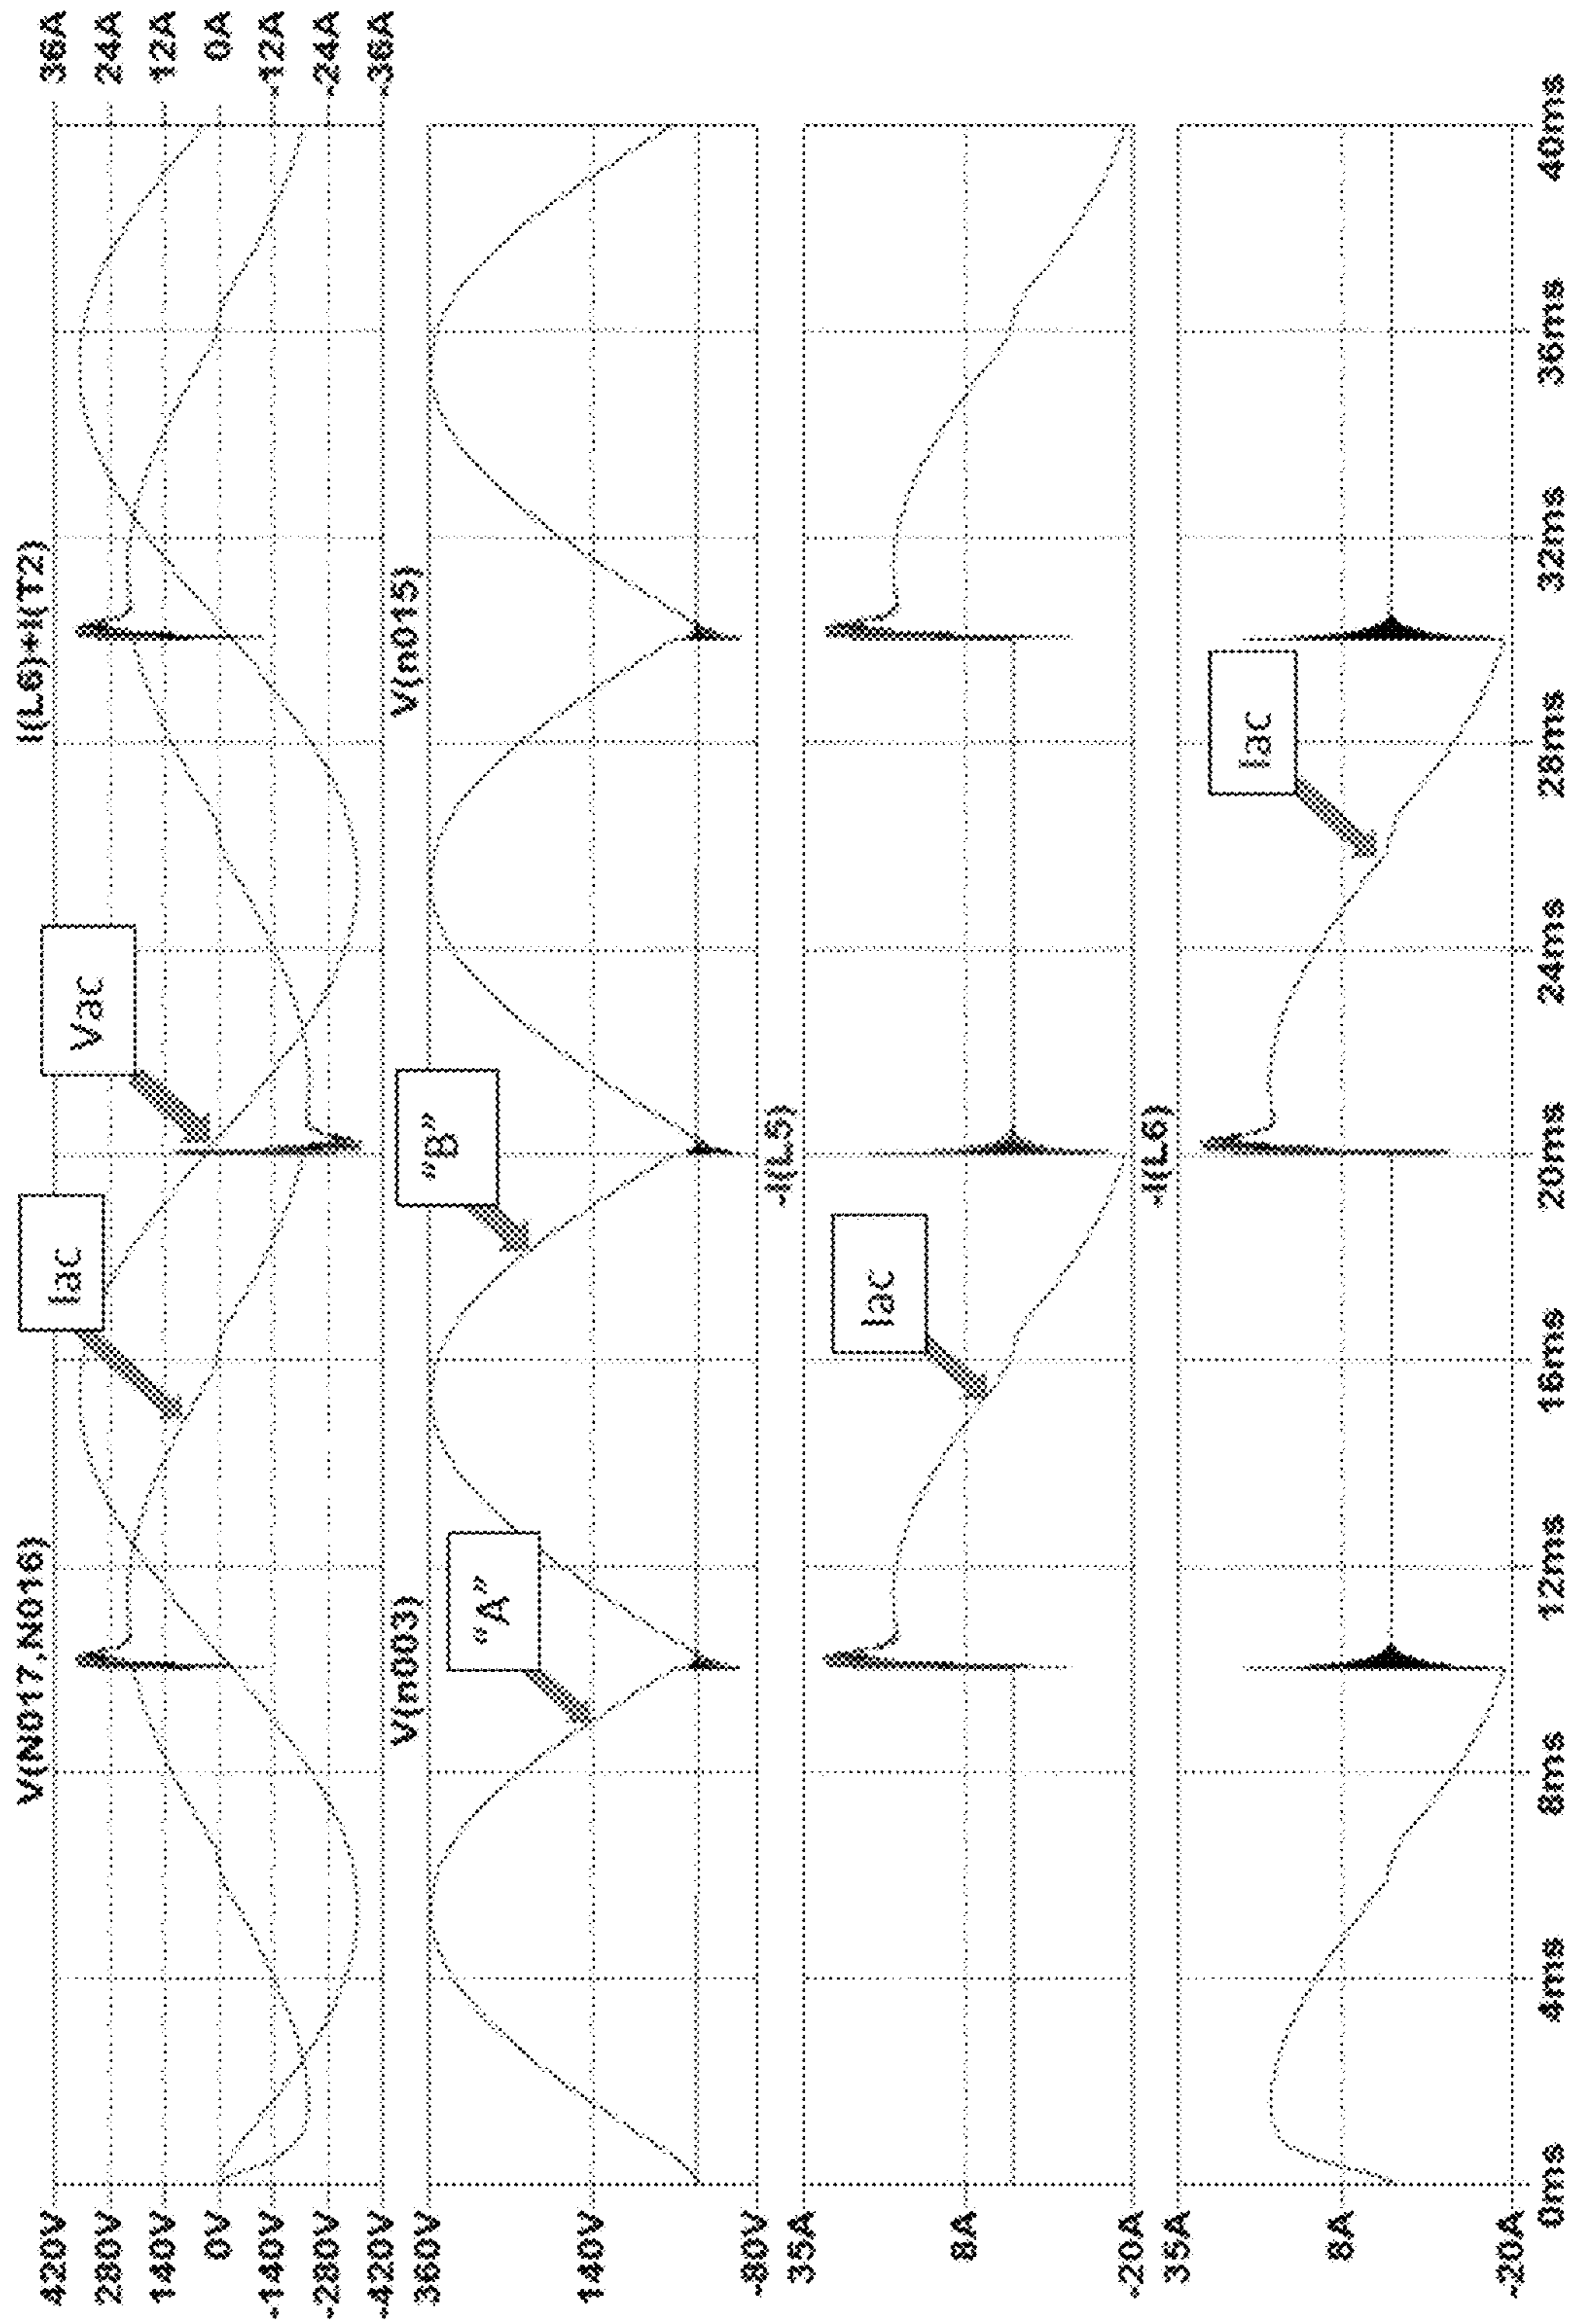 V(N017,N016) I(L6)+I(T2)
420V
280V
140V
0V
-140V
-280V
-420V
36A
24A
12A
0A
-12A
-24A
-36A
Iac
Vac
V(n003) V(n015)
360V
140V
-80V
"A"
"B"
-I(L5)
35A
8A
-20A
Iac
-I(L6)
35A
8A
-20A
Iac
0ms 4ms 8ms 12ms 16ms 20ms 24ms 28ms 32ms 36ms 40ms